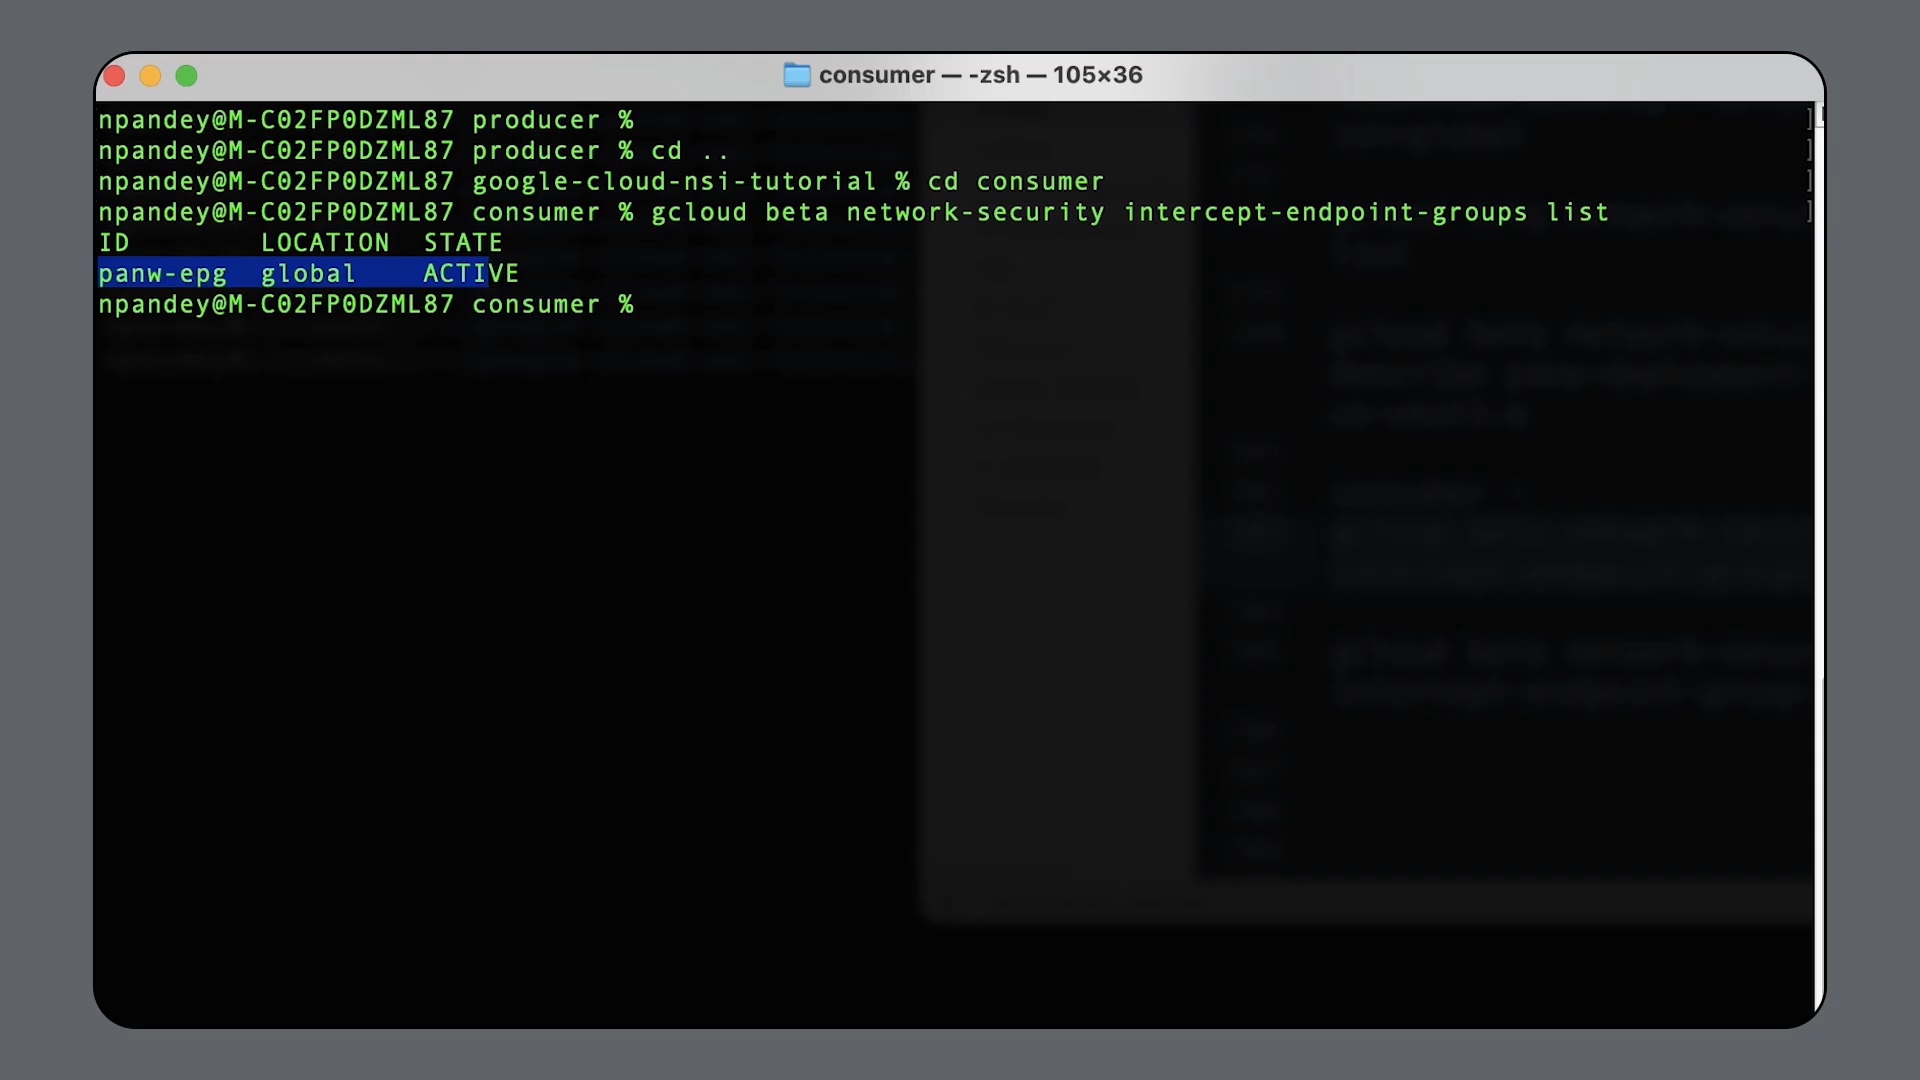 consumer — -zsh — 105×36
npandey@M-C02FP0DZML87 producer %
npandey@M-C02FP0DZML87 producer % cd ..
npandey@M-C02FP0DZML87 google-cloud-nsi-tutorial % cd consumer
npandey@M-C02FP0DZML87 consumer % gcloud beta network-security intercept-endpoint-groups list
ID LOCATION STATE
panw-epg global ACTIVE
npandey@M-C02FP0DZML87 consumer %